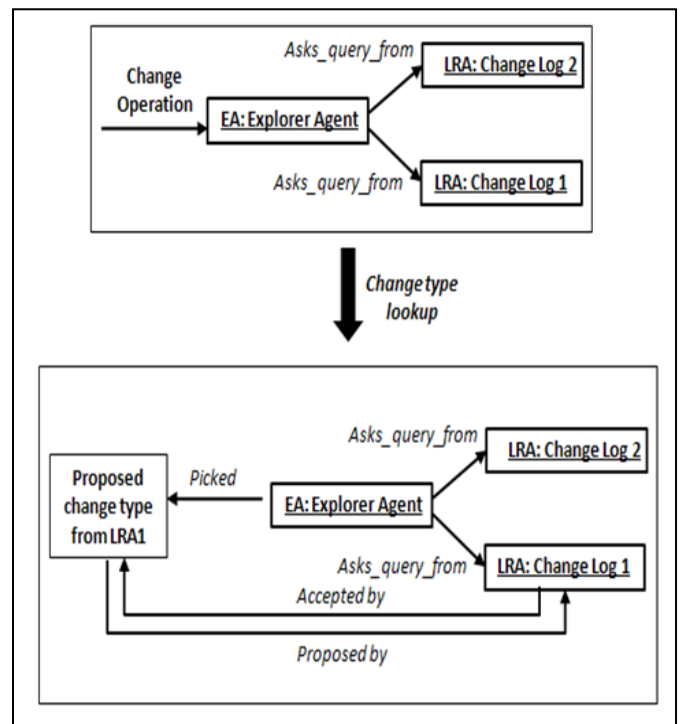 Asks_query_from
LRA: Change Log 2
Change
Operation
EA: Explorer Agent
Asks_query_from
LRA: Change Log 1
Change type
lookup
Asks_query_from
LRA: Change Log 2
Proposed
change type
from LRA1
Picked
EA: Explorer Agent
Asks_query_from
LRA: Change Log 1
Accepted by
Proposed by